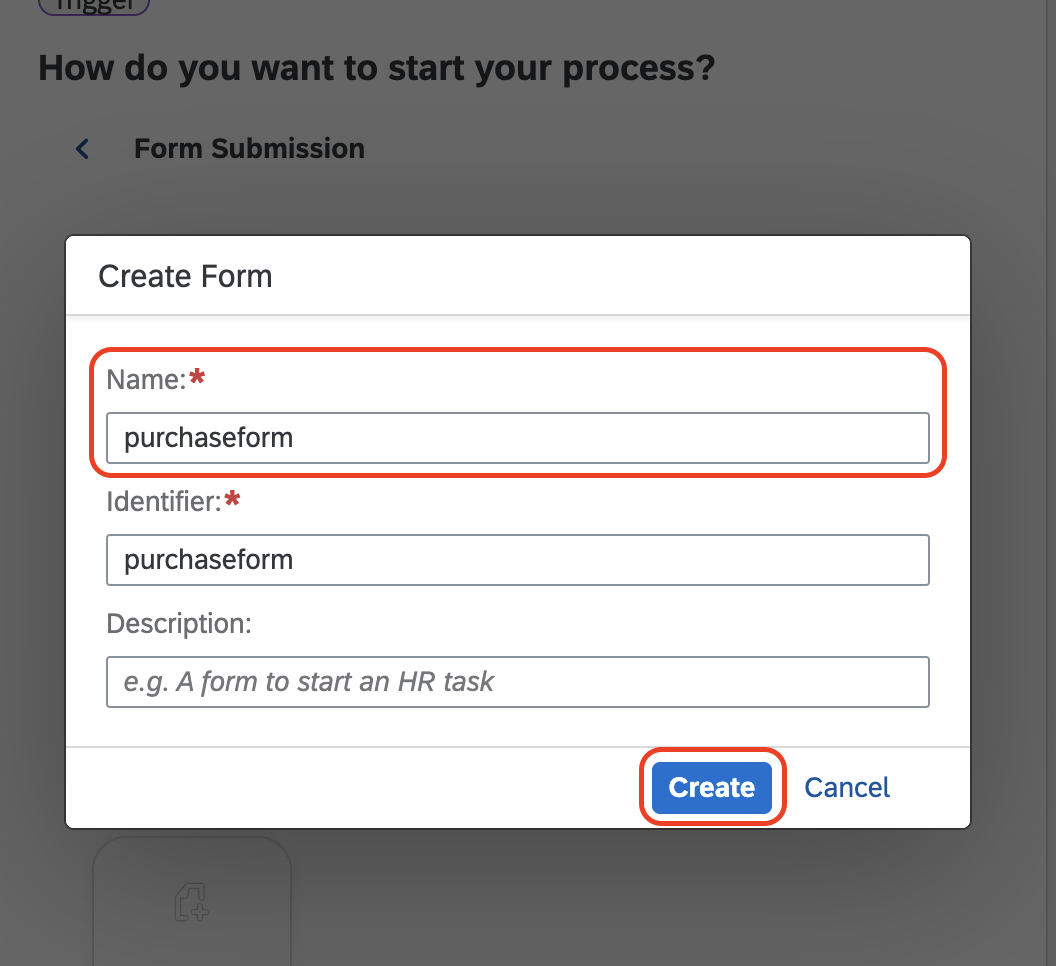 Trigger
How do you want to start your process?
Form Submission
Create Form
Name:*
purchaseform
Identifier:*
purchaseform
Description:
e.g. A form to start an HR task
Create Cancel